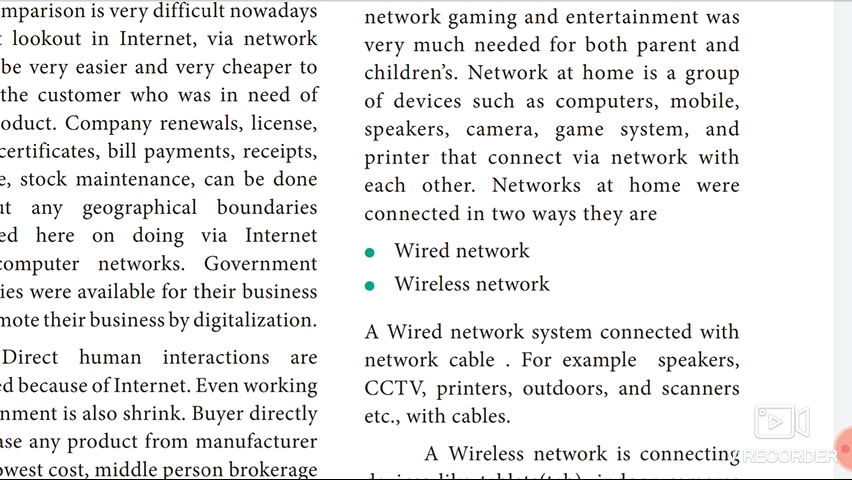 mparison is very difficult nowadays
t lookout in Internet, via network
be very easier and very cheaper to
the customer who was in need of
oduct. Company renewals, license,
certificates, bill payments, receipts,
e, stock maintenance, can be done
ut any geographical boundaries
ed here on doing via Internet
computer networks. Government
ies were available for their business
mote their business by digitalization.
Direct human interactions are
ed because of Internet. Even working
nment is also shrink. Buyer directly
ase any product from manufacturer
owest cost, middle person brokerage
network gaming and entertainment was
very much needed for both parent and
children’s. Network at home is a group
of devices such as computers, mobile,
speakers, camera, game system, and
printer that connect via network with
each other. Networks at home were
connected in two ways they are
Wired network
Wireless network
A Wired network system connected with
network cable . For example speakers,
CCTV, printers, outdoors, and scanners
etc., with cables.
A Wireless network is connecting
RECORDER